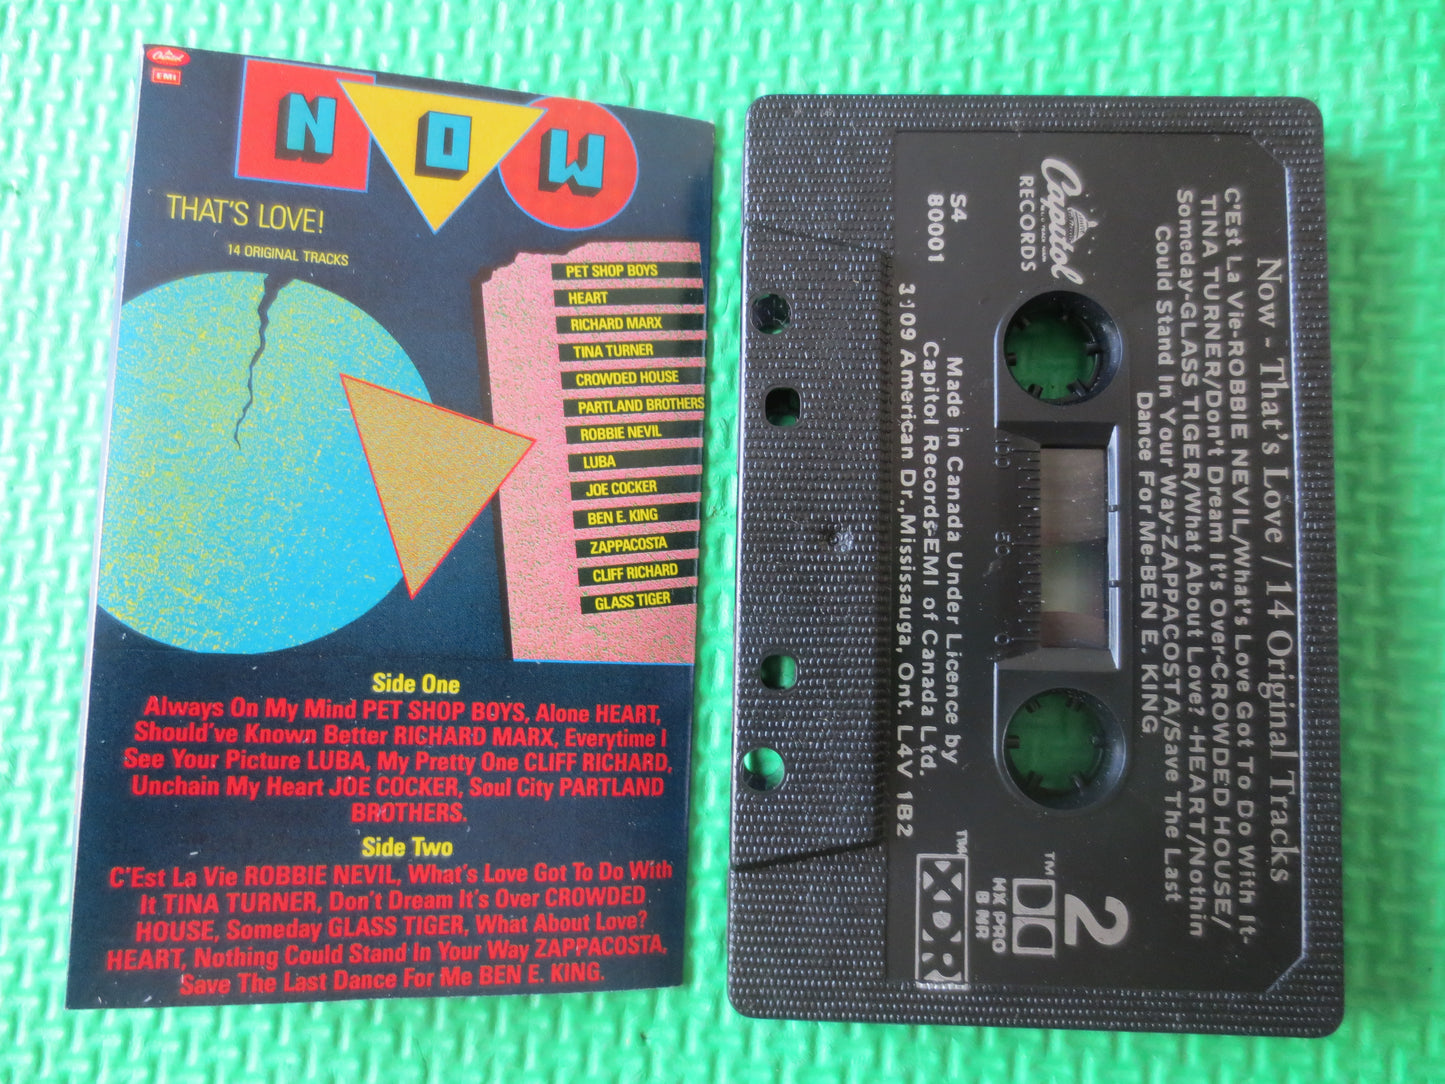 Capitol
EMI
NOW
THAT'S LOVE!
14 ORIGINAL TRACKS
PET SHOP BOYS
HEART
RICHARD MARX
TINA TURNER
CROWDED HOUSE
PARTLAND BROTHERS
ROBBIE NEVIL
LUBA
JOE COCKER
BEN E. KING
ZAPPACOSTA
CLIFF RICHARD
GLASS TIGER
Side One
Always On My Mind PET SHOP BOYS, Alone HEART,
Should've Known Better RICHARD MARX, Everytime I
See Your Picture LUBA, My Pretty One CLIFF RICHARD,
Unchain My Heart JOE COCKER, Soul City PARTLAND
BROTHERS.
Side Two
C'Est La Vie ROBBIE NEVIL, What's Love Got To Do With
It TINA TURNER, Don't Dream It's Over CROWDED
HOUSE, Someday GLASS TIGER, What About Love?
HEART, Nothing Could Stand In Your Way ZAPPACOSTA,
Save The Last Dance For Me BEN E. KING.
Now - That's Love / 14 Original Tracks
C'Est La Vie-ROBBIE NEVIL/What's Love Got To Do With It-
TINA TURNER/Don't Dream It's Over-CROWDED HOUSE/
Someday-GLASS TIGER/What About Love?-HEART/Nothin
Could Stand In Your Way-ZAPPACOSTA/Save The Last
Dance For Me-BEN E. KING
Capitol
RECORDS
2
TM
HX PRO
B NR
100
50
0
S4
80001
Made in Canada Under Licence by
Capitol Records-EMI of Canada Ltd.
3109 American Dr., Mississauga, Ont. L4V 1B2
TM
XDR